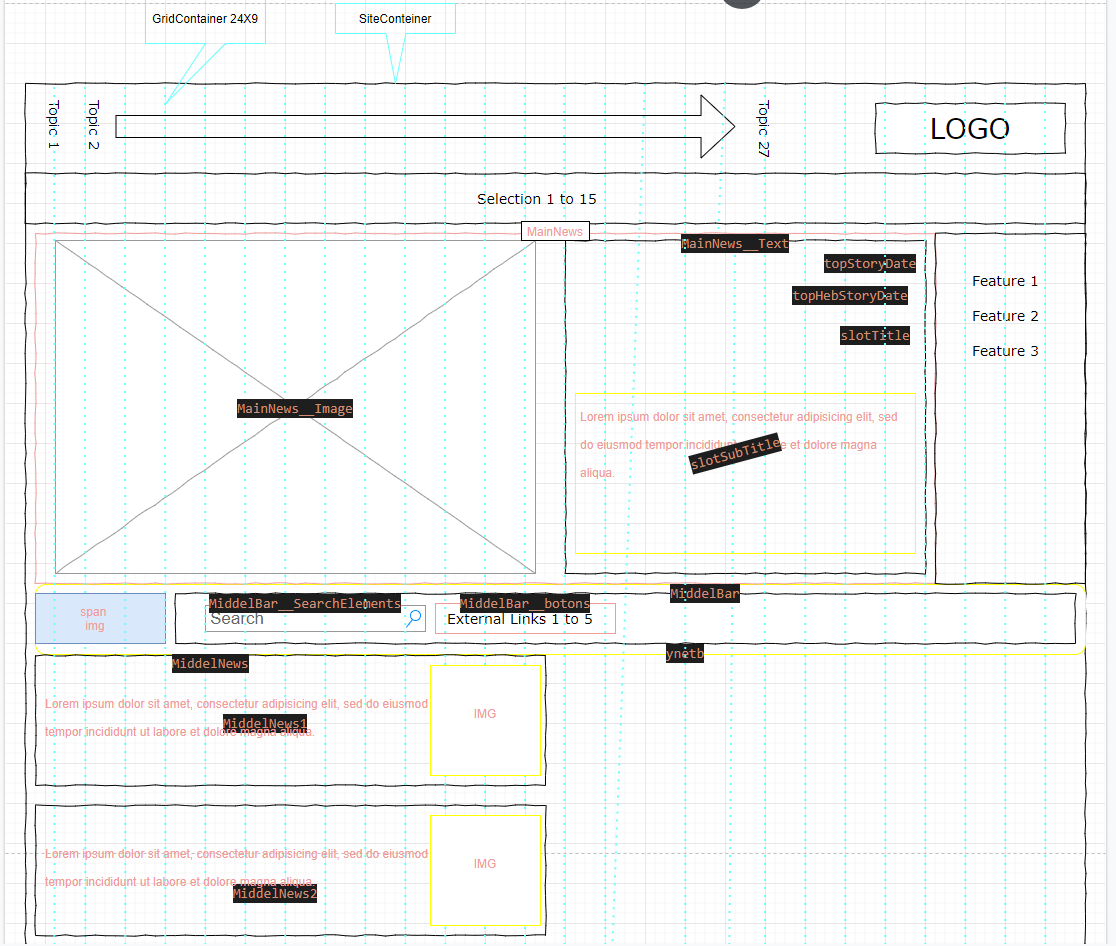 GridContainer 24X9
SiteConteiner
Topic 1
Topic 2
Topic 27
LOGO
Selection 1 to 15
MainNews
MainNews__Text
topStoryDate
topHebStoryDate
slotTitle
Feature 1
Feature 2
Feature 3
MainNews__Image
Lorem ipsum dolor sit amet, consectetur adipisicing elit, sed
do eiusmod tempor incididunt e et dolore magna
aliqua.
slotSubTitle
MiddelBar
span
img
MiddelBar__SearchElements
Search
MiddelBar__botons
External Links 1 to 5
ynetb
MiddelNews
Lorem ipsum dolor sit amet, consectetur adipisicing elit, sed do eiusmod
tempor incididunt ut labore et dolore magna aliqua.
MiddelNews1
IMG
Lorem ipsum dolor sit amet, consectetur adipisicing elit, sed do eiusmod
tempor incididunt ut labore et dolore magna aliqua.
MiddelNews2
IMG